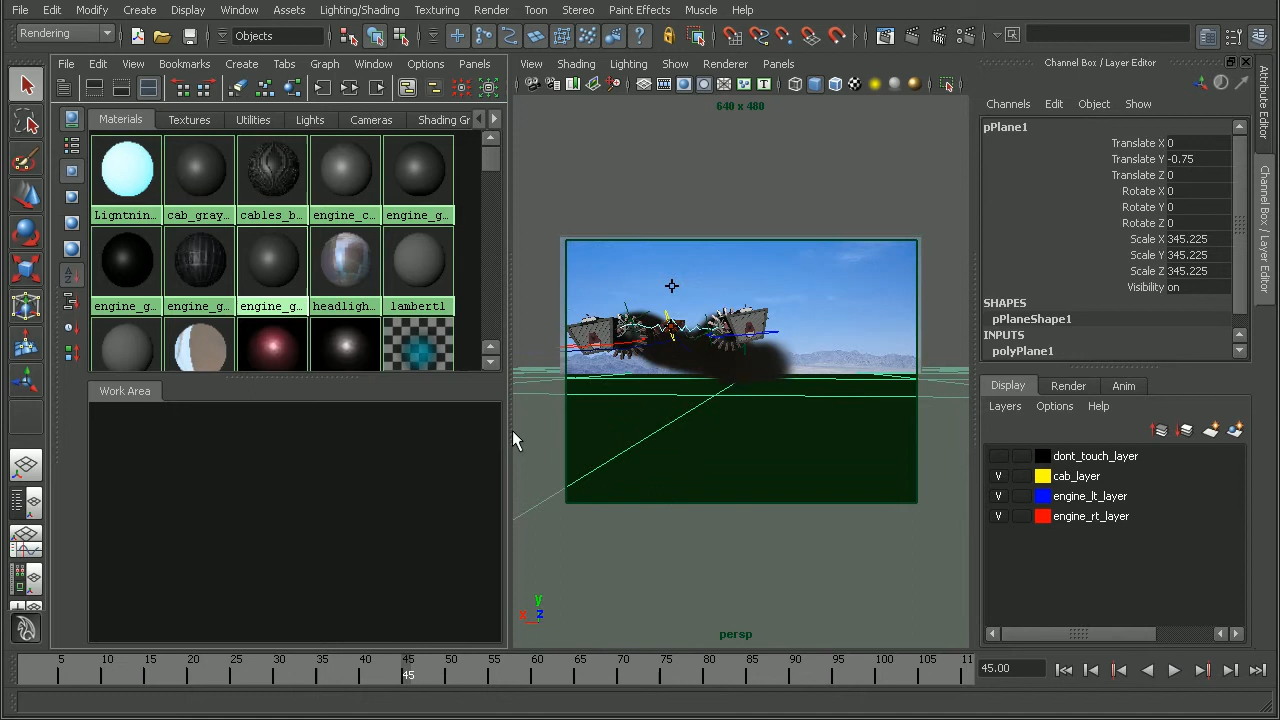 File Edit Modify Create Display Window Assets Lighting/Shading Texturing Render Toon Stereo Paint Effects Muscle Help
Rendering Objects
File Edit View Bookmarks Create Tabs Graph Window Options Panels
View Shading Lighting Show Renderer Panels
Channel Box / Layer Editor
Channels Edit Object Show
Materials Textures Utilities Lights Cameras Shading Gr
640 x 480
pPlane1
Translate X 0
Translate Y -0.75
Translate Z 0
Rotate X 0
Rotate Y 0
Rotate Z 0
Scale X 345.225
Scale Y 345.225
Scale Z 345.225
Visibility on
SHAPES
pPlaneShape1
INPUTS
polyPlane1
Lightnin... cab_gray... cables_b... engine_c... engine_g...
engine_g... engine_g... engine_g... headligh... lambert1
Work Area
Display Render Anim
Layers Options Help
dont_touch_layer
V cab_layer
V engine_lt_layer
V engine_rt_layer
y
x z
persp
Attribute Editor
Channel Box / Layer Editor
5 10 15 20 25 30 35 40 45 50 55 60 65 70 75 80 85 90 95 100 105 11
45
45.00